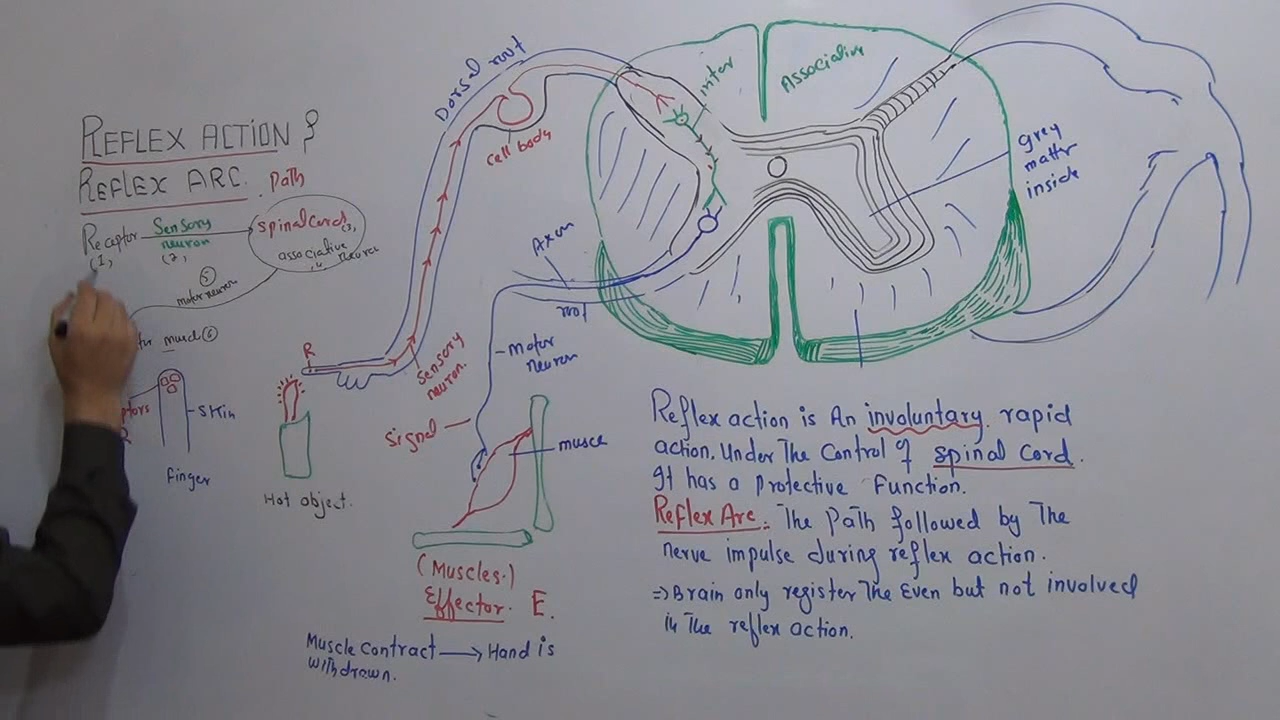 REFLEX ACTION &
REFLEX ARC. Path
Receptor Sensory neuron spinal cord
(1) (2) (3)
associative neuron
(4)
(5)
motor neuron
(6)
R
skin
Finger
Hot object.
Dorsal root
cell body
Sensory
neuron.
inter
Associative
grey
matter
inside
Axon
root
motor
neuron
signal
muscle
(Muscles.)
Effector. E.
Muscle contract → Hand is
withdrawn.
Reflex action is An involuntary rapid
action. Under The Control of spinal cord.
It has a Protective Function.
Reflex Arc:. The Path followed by The
nerve impulse during reflex action.
⇒ Brain only register The Even but not involved
in The reflex action.